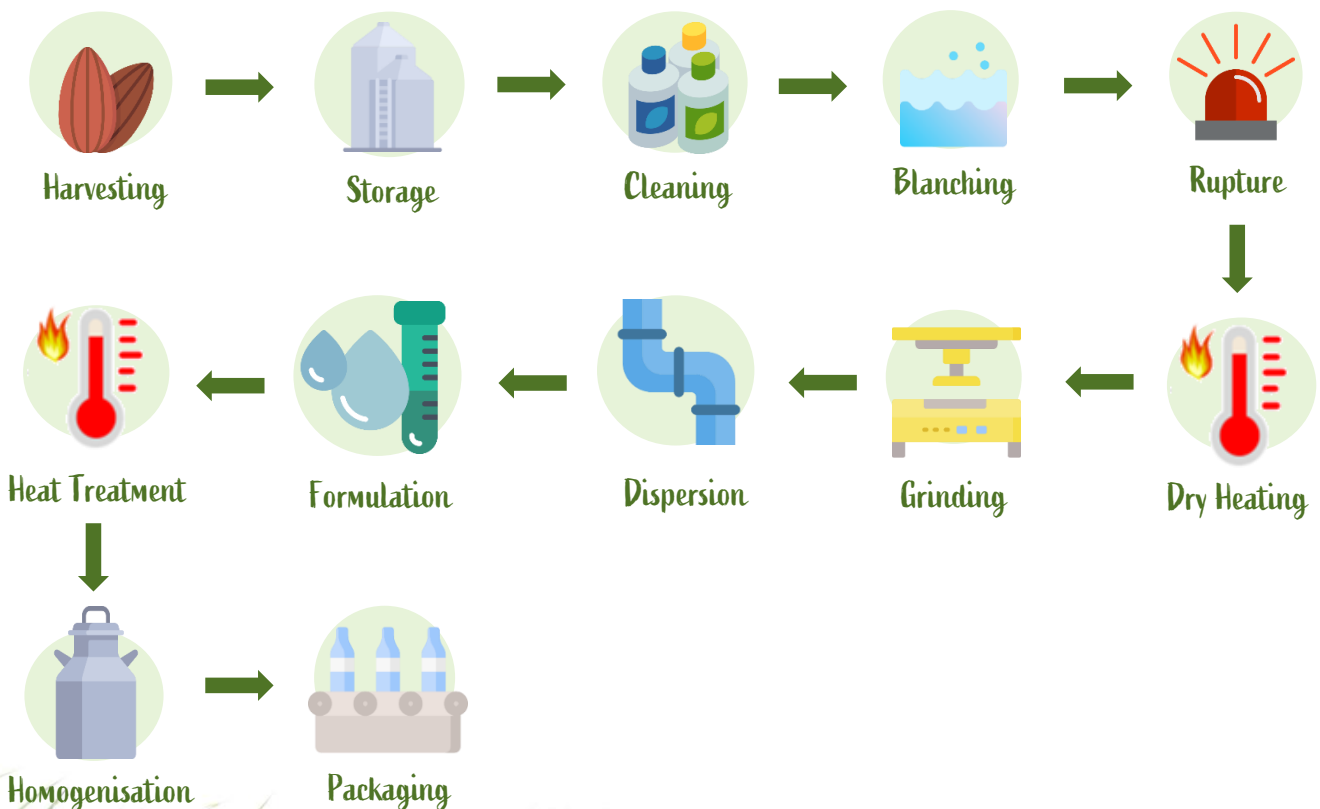 Harvesting
Storage
Cleaning
Blanching
Rupture
Dry Heating
Grinding
Dispersion
Formulation
Heat Treatment
Homogenisation
Packaging